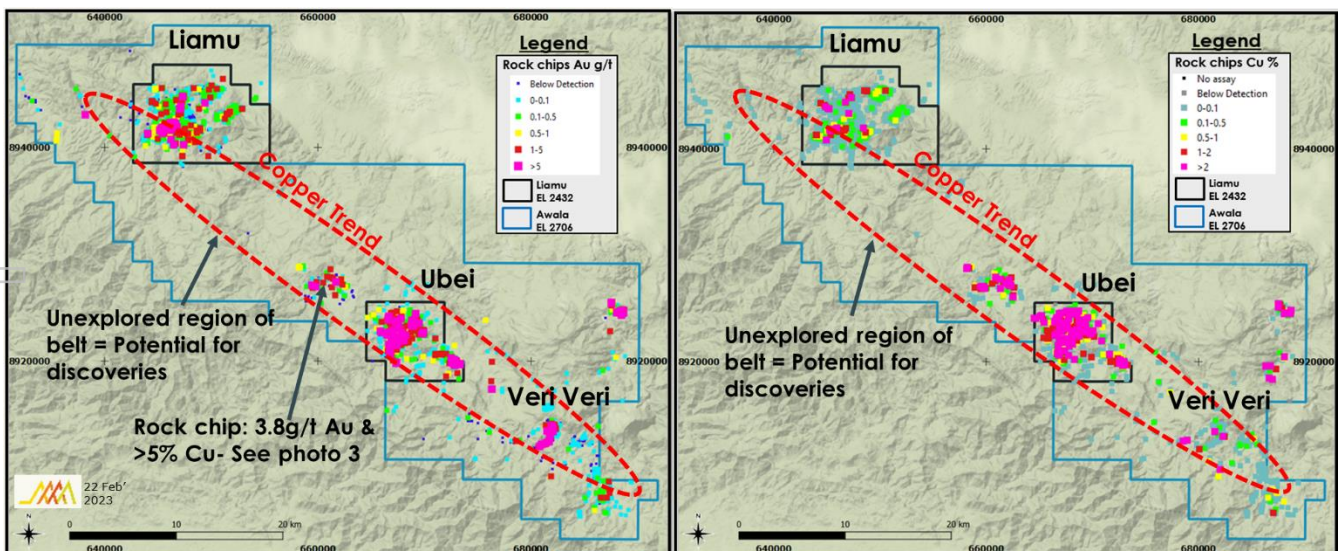 640000
660000
680000
Liamu
Legend
Rock chips Au g/t
Below Detection
0-0.1
0.1-0.5
0.5-1
1-5
>5
Liamu
EL 2432
Awala
EL 2706
8940000
Copper Trend
Ubei
Unexplored region of
belt = Potential for
discoveries
8920000
Veri Veri
Rock chip: 3.8g/t Au &
>5% Cu- See photo 3
22 Feb'
2023
0
10
20 km
640000
660000
680000
640000
660000
680000
Liamu
Legend
Rock chips Cu %
No assay
Below Detection
0-0.1
0.1-0.5
0.5-1
1-2
>2
Liamu
EL 2432
Awala
EL 2706
8940000
8940000
Copper Trend
Ubei
Unexplored region of
belt = Potential for
discoveries
8920000
8920000
Veri Veri
0
10
20 km
640000
660000
680000